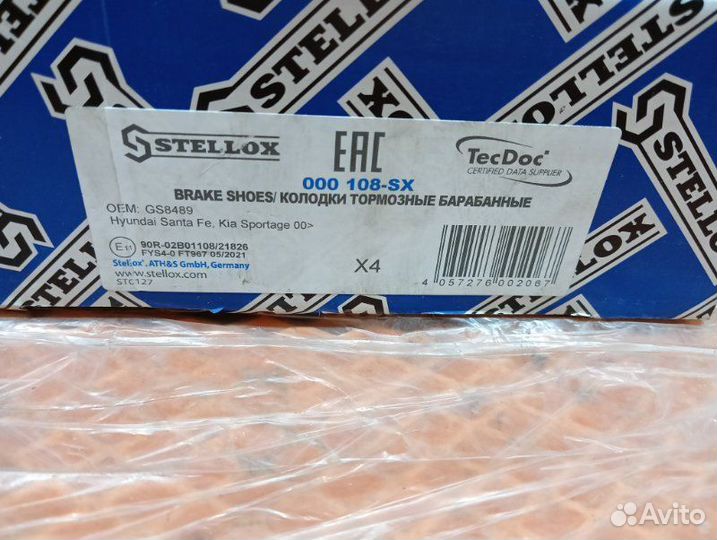 STELLOX
STELLOX
STELLOX
EAC
TecDoc
CERTIFIED DATA SUPPLIER
000 108-SX
BRAKE SHOES/ КОЛОДКИ ТОРМОЗНЫЕ БАРАБАННЫЕ
OEM: GS8489
Hyundai Santa Fe, Kia Sportage 00>
90R-02B01108/21826
FYS4-0 FT967 05/2021
Stellox, ATH&S GmbH, Germany
www.stellox.com
STC127
X4
4 057276 002067
Avito